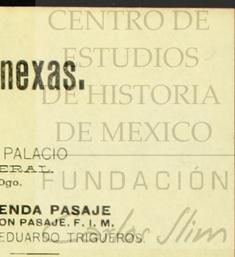 CENTRO DE
ESTUDIOS
nexas.
DE HISTORIA
DE MEXICO
PALACIO
ERAL.
Ogo.
FUNDACIÓN
ENDA PASAJE
ON PASAJE. F. I. M.
EDUARDO TRIGUEROS.
Carlos Slim